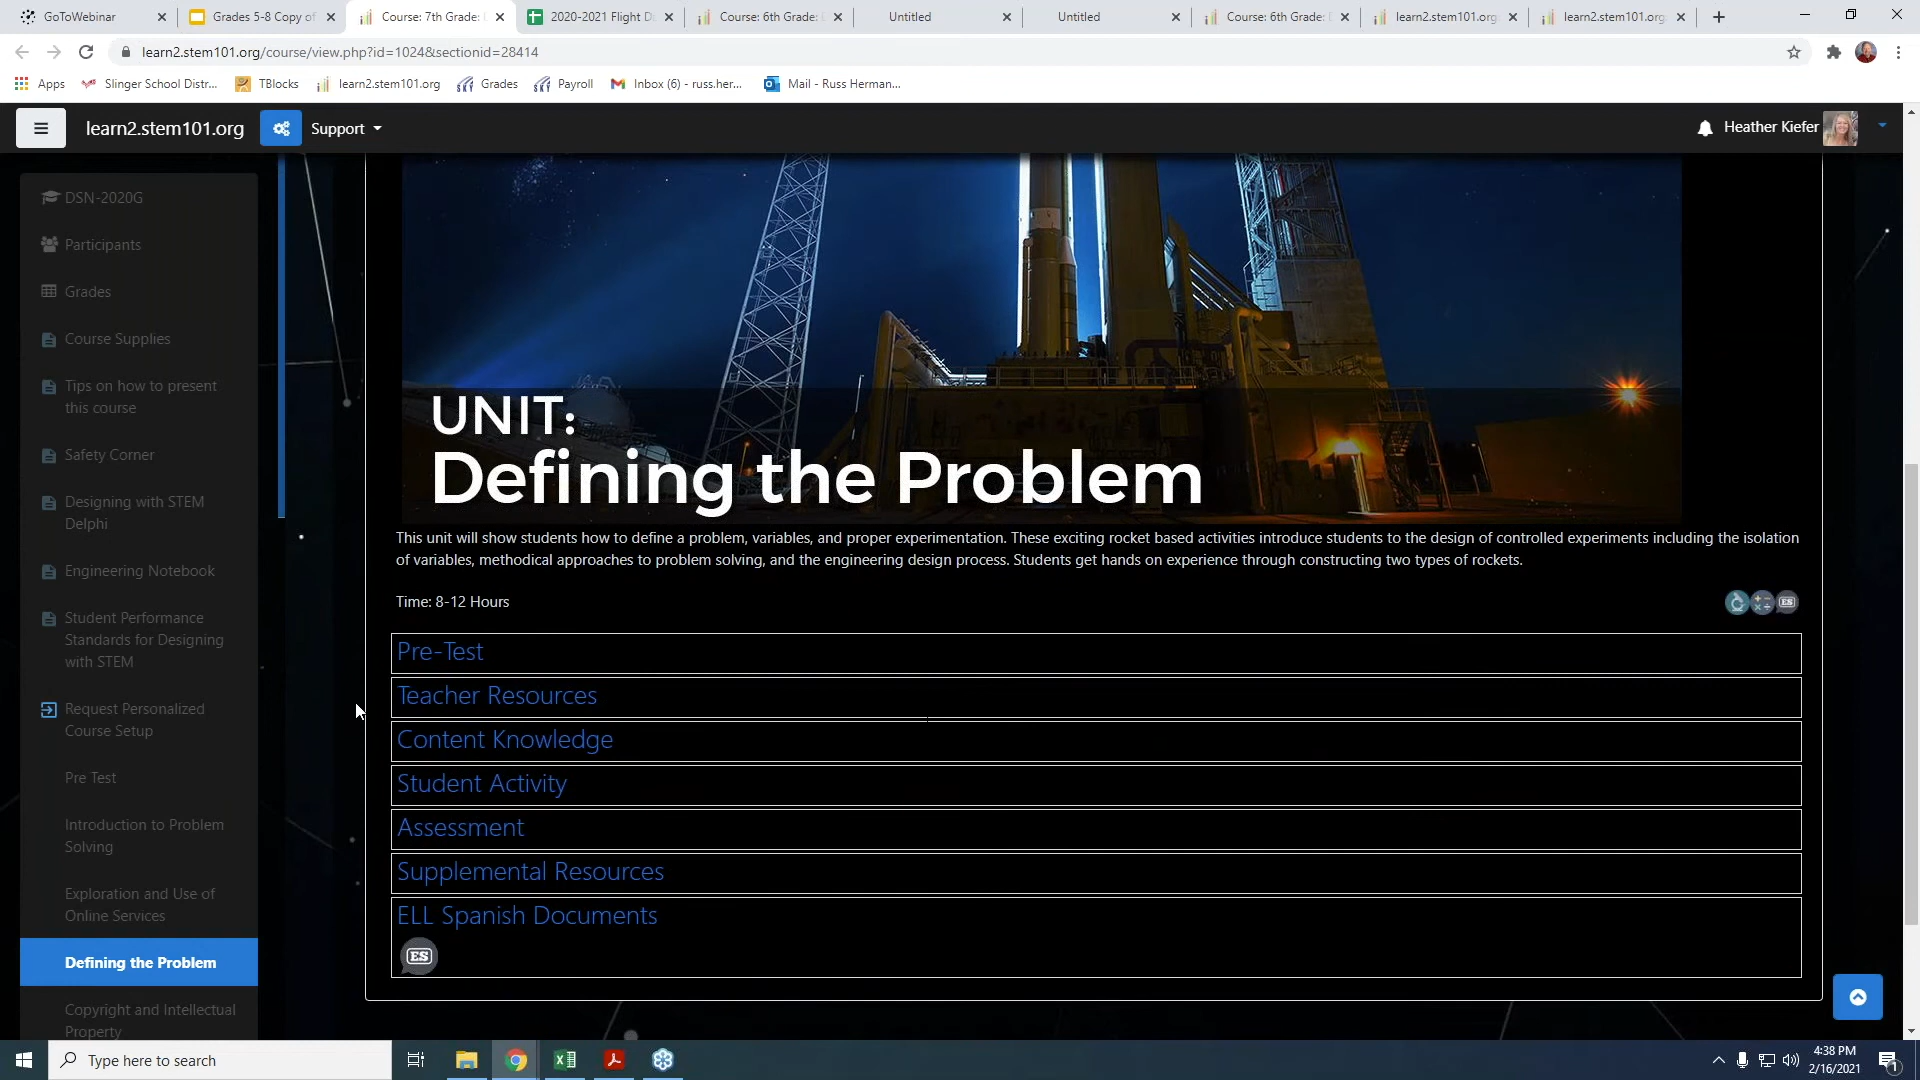 GoToWebinar
Grades 5-8 Copy of
Course: 7th Grade:
2020-2021 Flight D
Course: 6th Grade:
Untitled
Untitled
Course: 6th Grade:
learn2.stem101.org
learn2.stem101.org
learn2.stem101.org/course/view.php?id=1024&sectionid=28414
Apps
Slinger School Distr...
TBlocks
learn2.stem101.org
Grades
Payroll
Inbox (6) - russ.her...
Mail - Russ Herman...
learn2.stem101.org
Support
Heather Kiefer
DSN-2020G
Participants
Grades
Course Supplies
Tips on how to present
this course
Safety Corner
Designing with STEM
Delphi
Engineering Notebook
Student Performance
Standards for Designing
with STEM
Request Personalized
Course Setup
Pre Test
Introduction to Problem
Solving
Exploration and Use of
Online Services
Defining the Problem
Copyright and Intellectual
Property
UNIT:
Defining the Problem
This unit will show students how to define a problem, variables, and proper experimentation. These exciting rocket based activities introduce students to the design of controlled experiments including the isolation
of variables, methodical approaches to problem solving, and the engineering design process. Students get hands on experience through constructing two types of rockets.
Time: 8-12 Hours
ES
Pre-Test
Teacher Resources
Content Knowledge
Student Activity
Assessment
Supplemental Resources
ELL Spanish Documents
ES
Type here to search
4:38 PM
2/16/2021
1